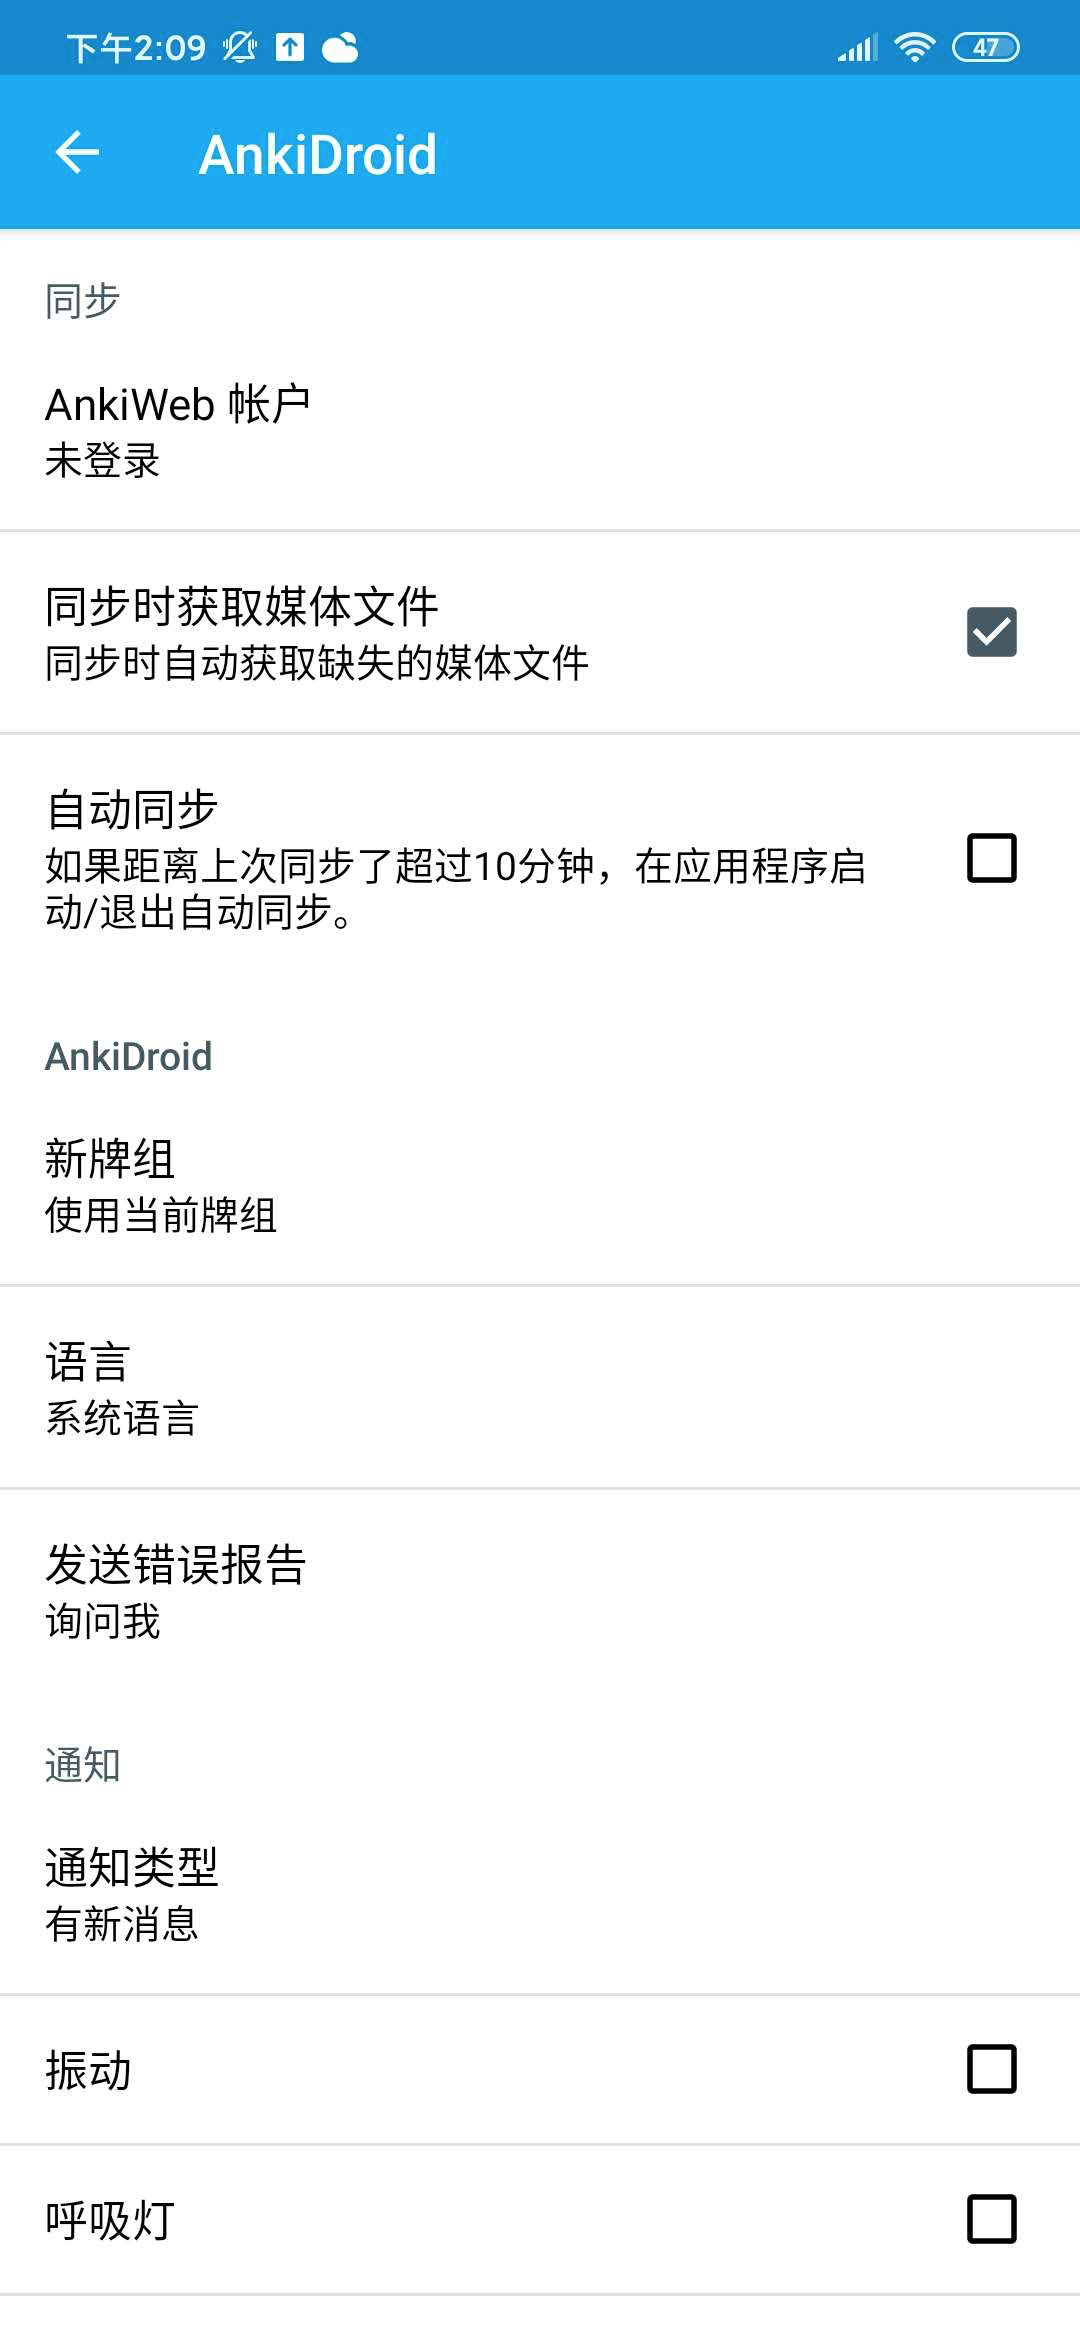 下午2:09
47
AnkiDroid
同步
AnkiWeb 帐户
未登录
同步时获取媒体文件
同步时自动获取缺失的媒体文件
自动同步
如果距离上次同步了超过10分钟，在应用程序启
动/退出自动同步。
AnkiDroid
新牌组
使用当前牌组
语言
系统语言
发送错误报告
询问我
通知
通知类型
有新消息
振动
呼吸灯